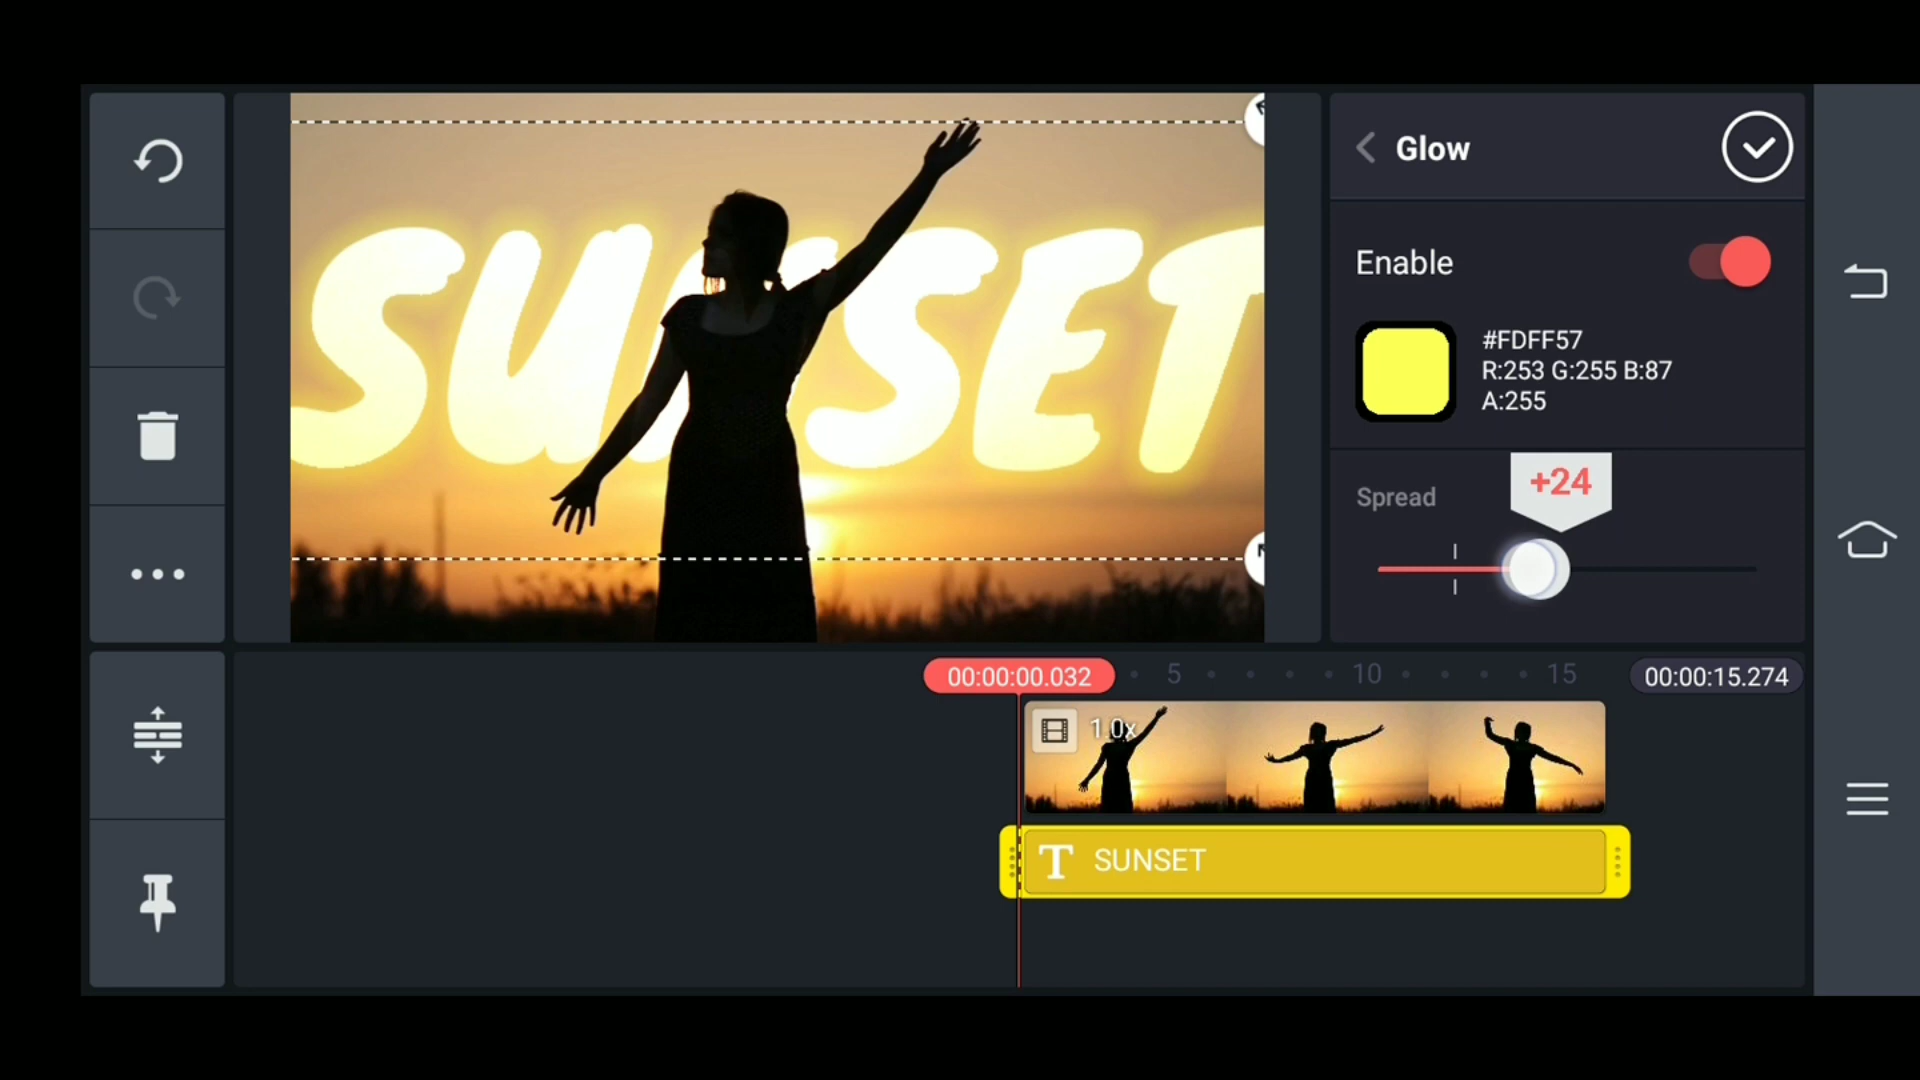 SUNSET
Glow
Enable
#FDFF57
R:253 G:255 B:87
A:255
Spread
+24
00:00:00.032
5
10
15
00:00:15.274
1.0x
T SUNSET